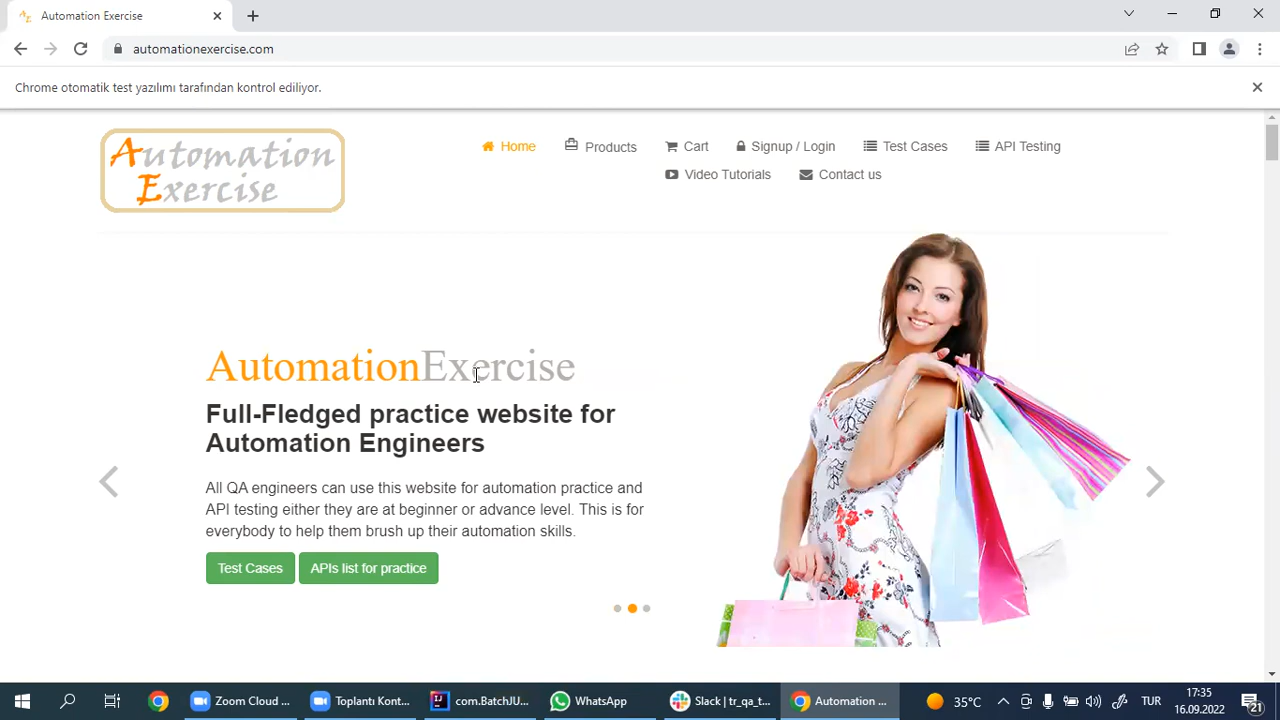 Automation Exercise
automationexercise.com
Chrome otomatik test yazılımı tarafından kontrol ediliyor.
Automation
Exercise
Home Products Cart Signup / Login Test Cases API Testing
Video Tutorials Contact us
AutomationExercise
Full-Fledged practice website for
Automation Engineers
All QA engineers can use this website for automation practice and
API testing either they are at beginner or advance level. This is for
everybody to help them brush up their automation skills.
Test Cases APIs list for practice
Zoom Cloud ... Toplantı Kont... com.BatchJU... WhatsApp Slack | tr_qa_t... Automation ... 35°C TUR 17:35
16.09.2022 21